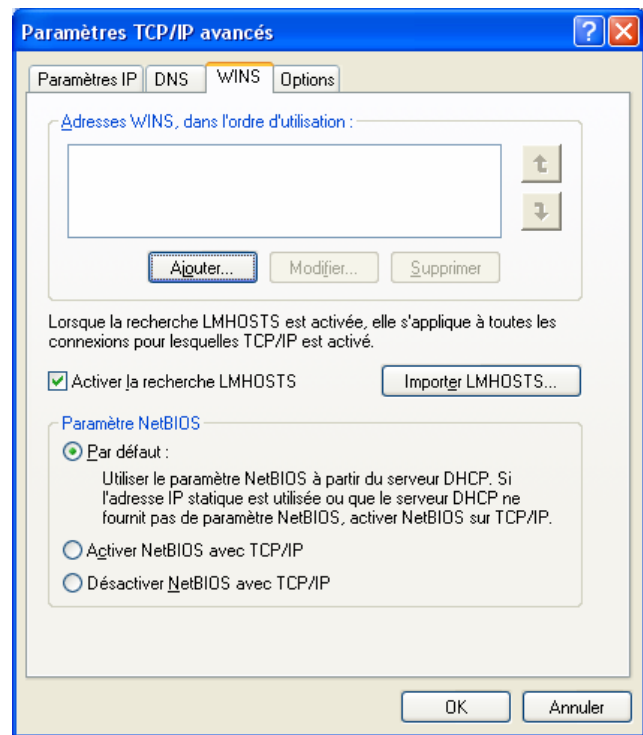 Paramètres TCP/IP avancés
Paramètres IP DNS WINS Options
Adresses WINS, dans l'ordre d'utilisation :
Ajouter... Modifier... Supprimer
Lorsque la recherche LMHOSTS est activée, elle s'applique à toutes les
connexions pour lesquelles TCP/IP est activé.
Activer la recherche LMHOSTS Importer LMHOSTS...
Paramètre NetBIOS
Par défaut :
Utiliser le paramètre NetBIOS à partir du serveur DHCP. Si
l'adresse IP statique est utilisée ou que le serveur DHCP ne
fournit pas de paramètre NetBIOS, activer NetBIOS sur TCP/IP.
Activer NetBIOS avec TCP/IP
Désactiver NetBIOS avec TCP/IP
OK Annuler